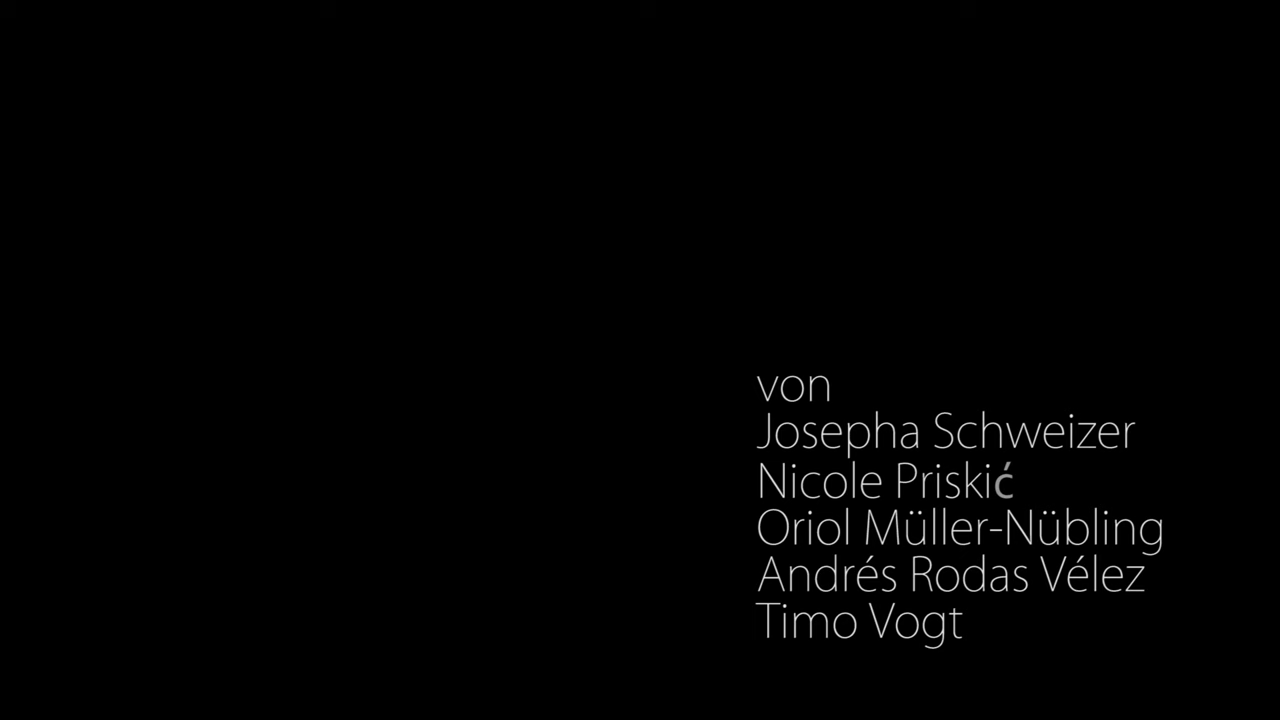 von
Josepha Schweizer
Nicole Priskić
Oriol Müller-Nübling
Andrés Rodas Vélez
Timo Vogt